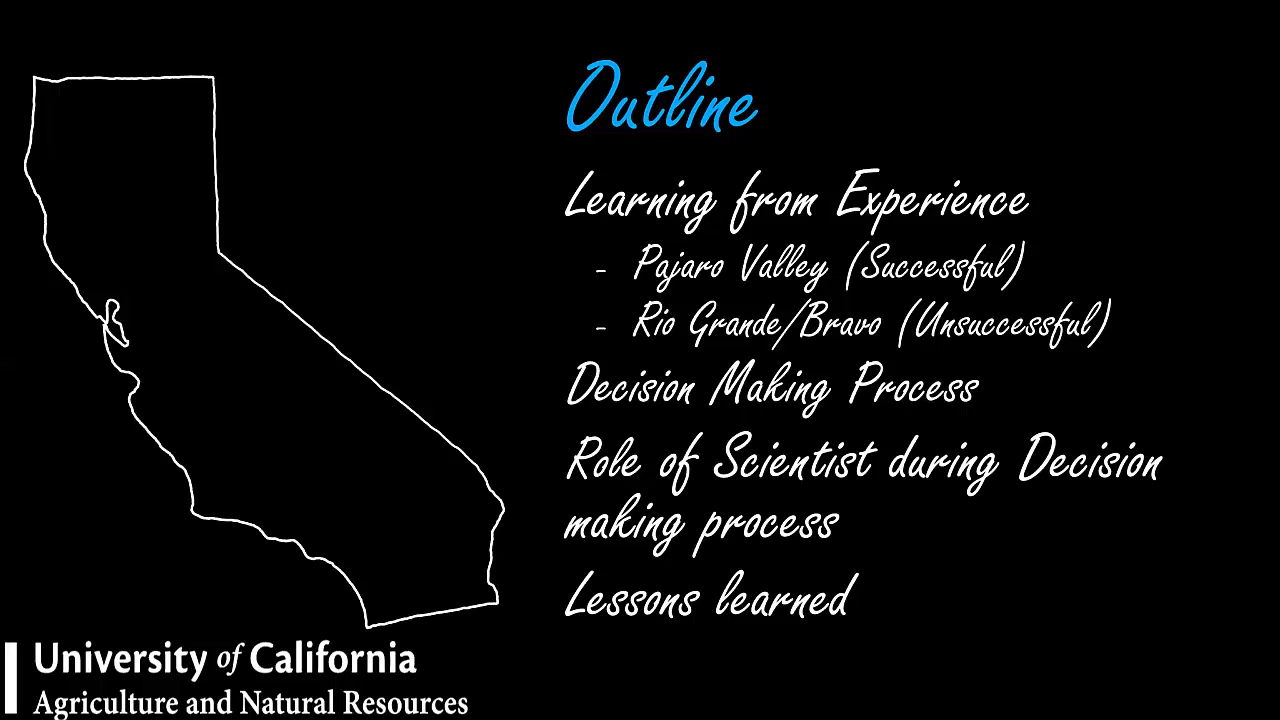 Outline
Learning from Experience
- Pajaro Valley (Successful)
- Rio Grande/Bravo (Unsuccessful)
Decision Making Process
Role of Scientist during Decision
making process
Lessons learned
University of California
Agriculture and Natural Resources